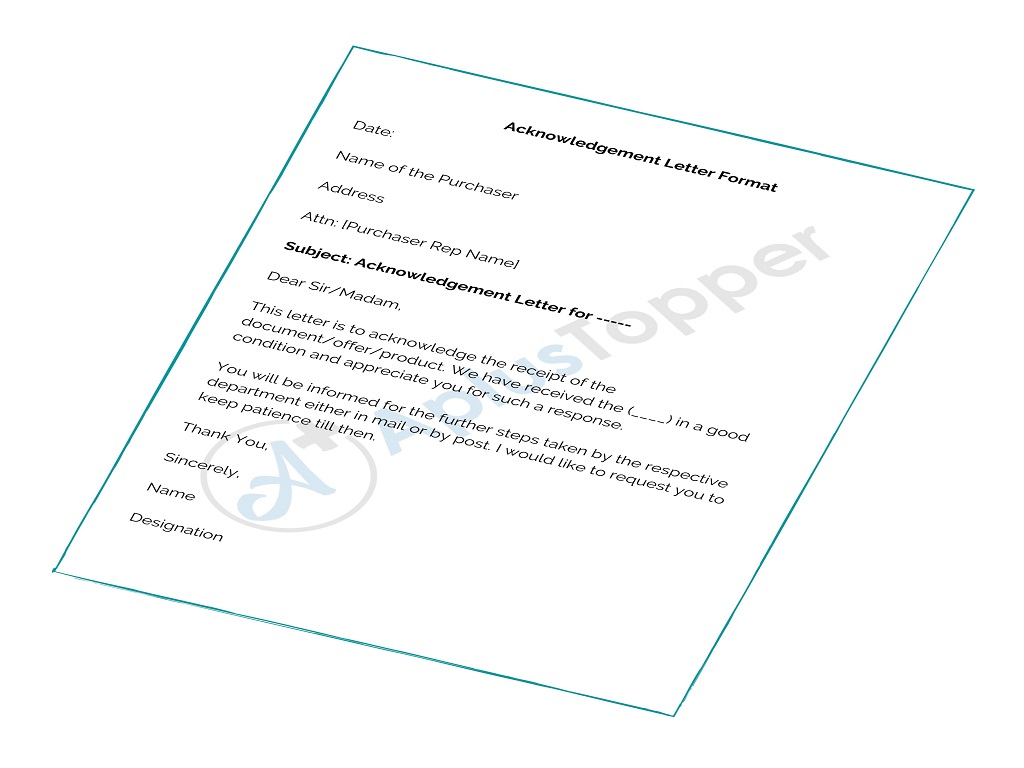 Acknowledgement Letter Format
Date:
Name of the Purchaser
Address
Attn: [Purchaser Rep Name]
Subject: Acknowledgement Letter for -----
Dear Sir/Madam,
This letter is to acknowledge the receipt of the
document/offer/product. We have received the (_____) in a good
condition and appreciate you for such a response.
You will be informed for the further steps taken by the respective
department either in mail or by post. I would like to request you to
keep patience till then.
Thank You,
Sincerely,
Name
Designation
A+
AplusTopper